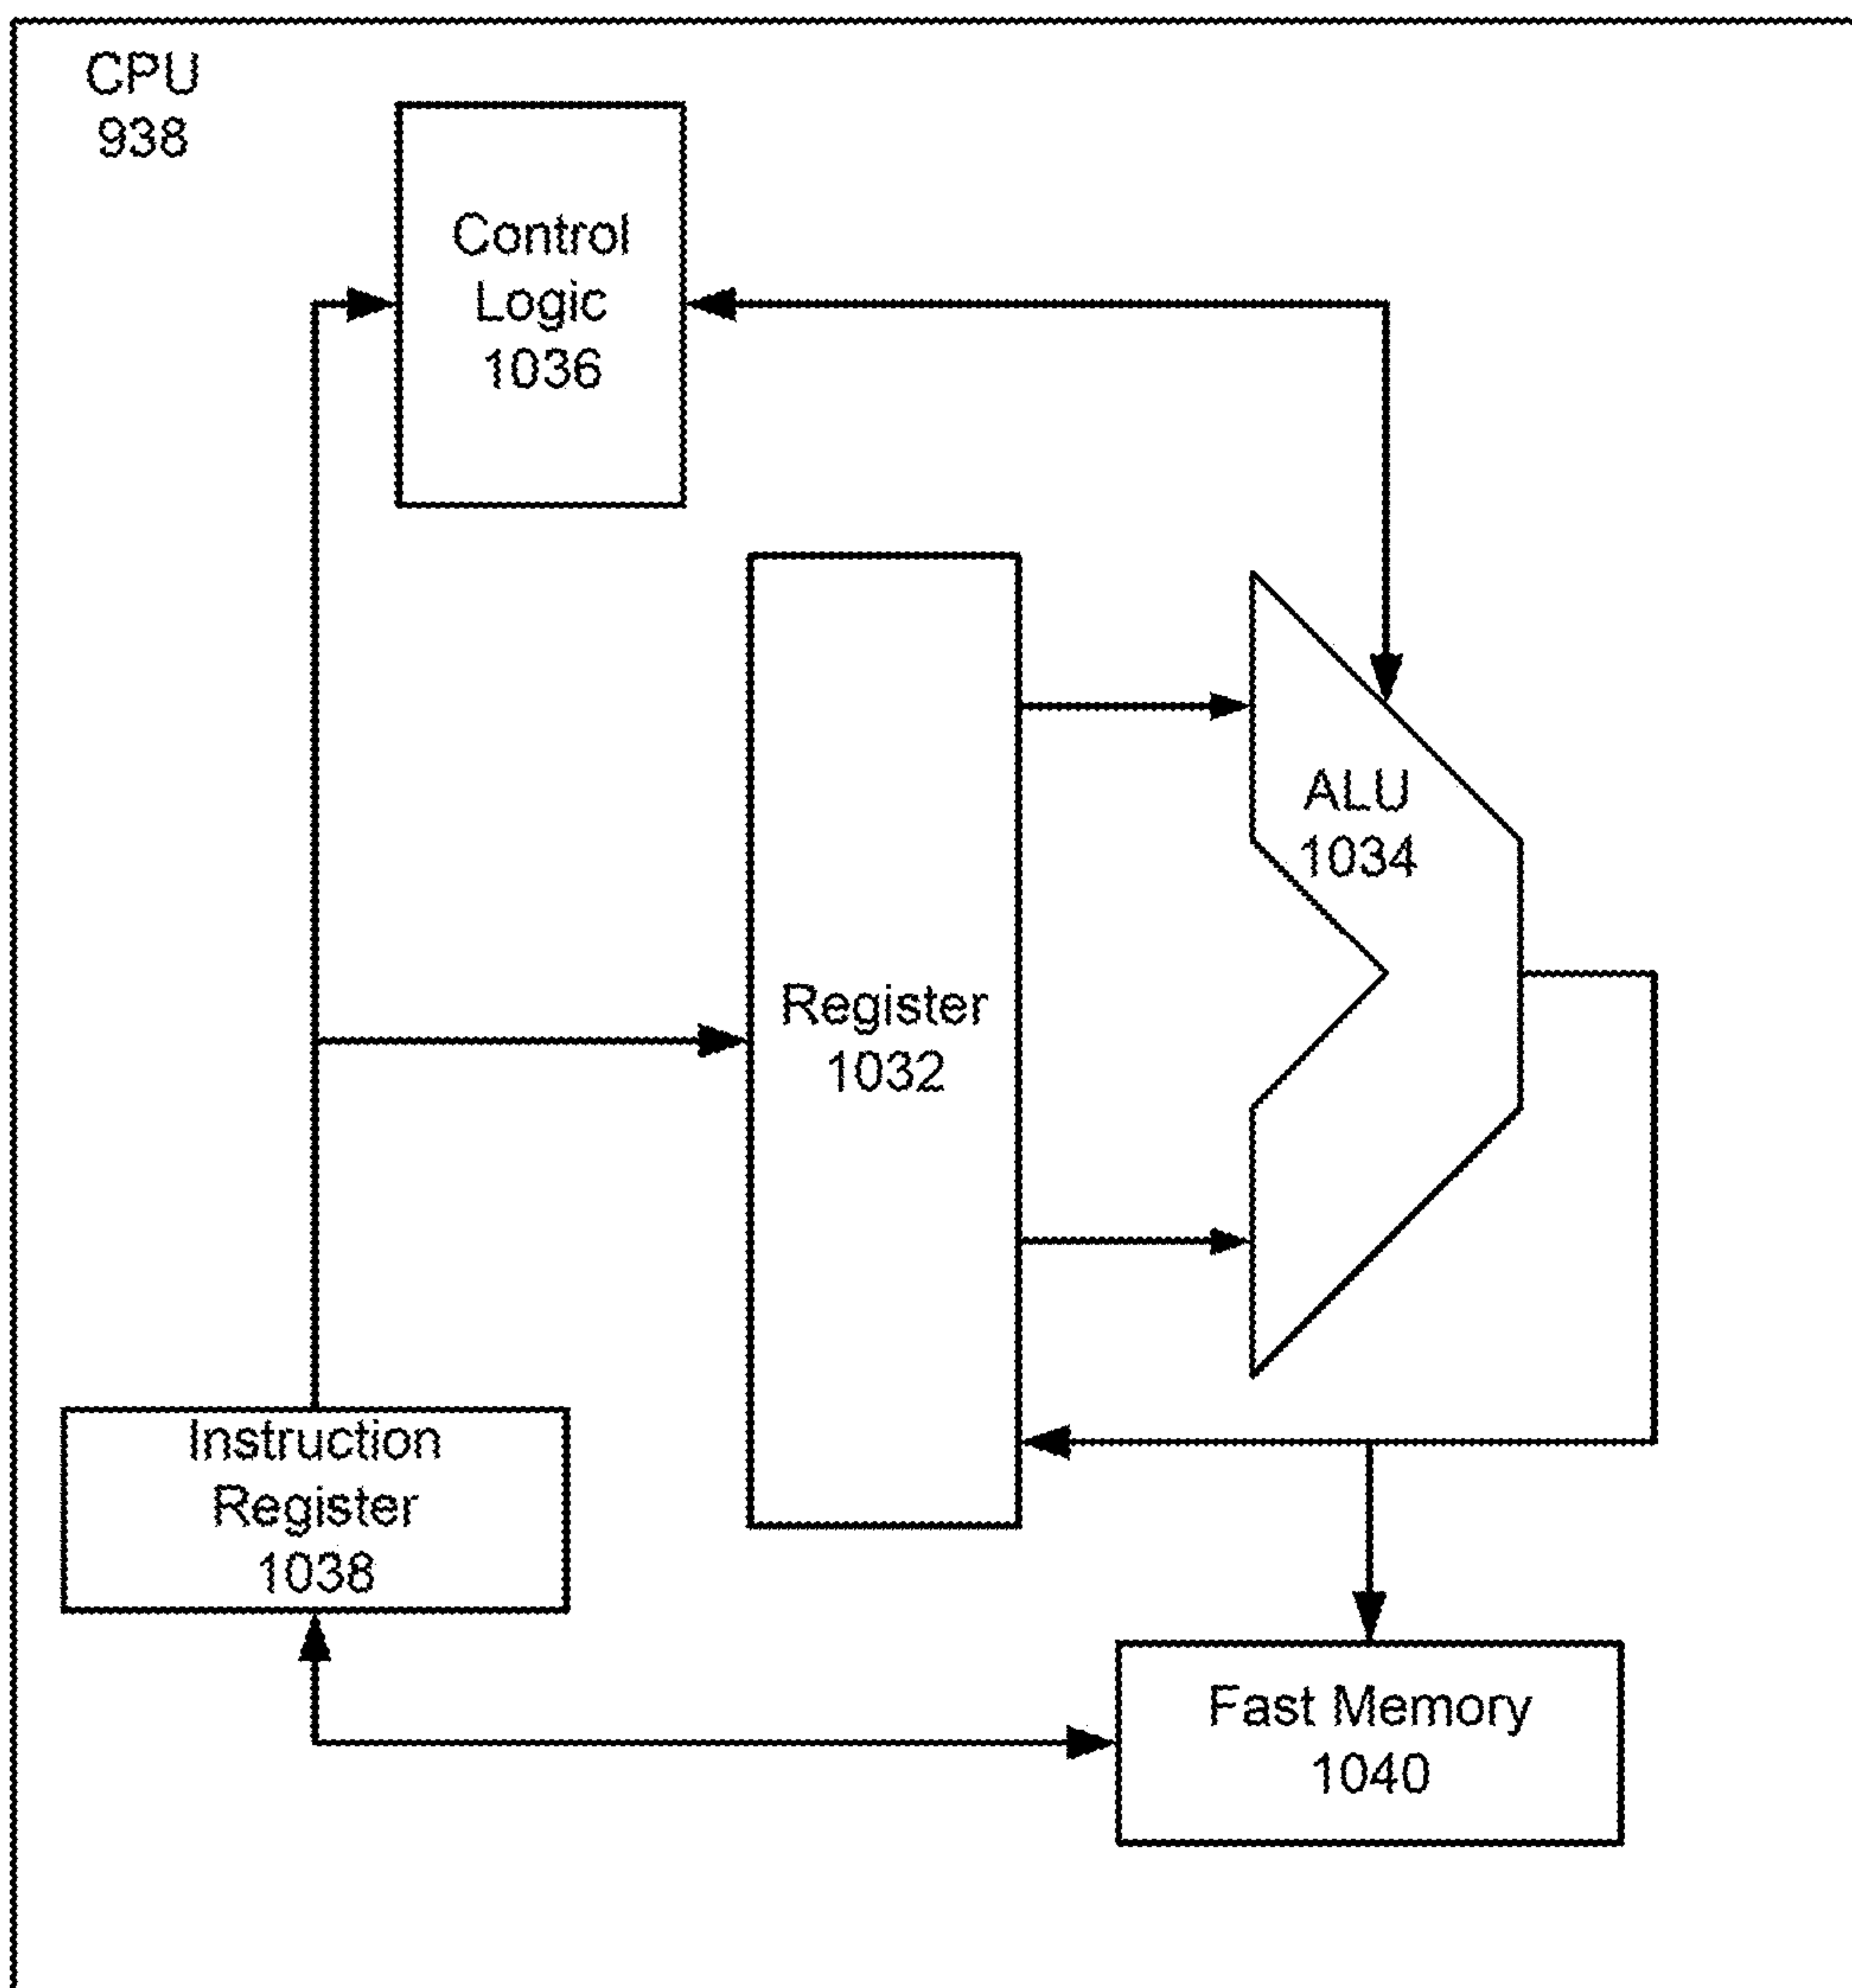 CPU
938
Control
Logic
1036
ALU
1034
Register
1032
Instruction
Register
1038
Fast Memory
1040